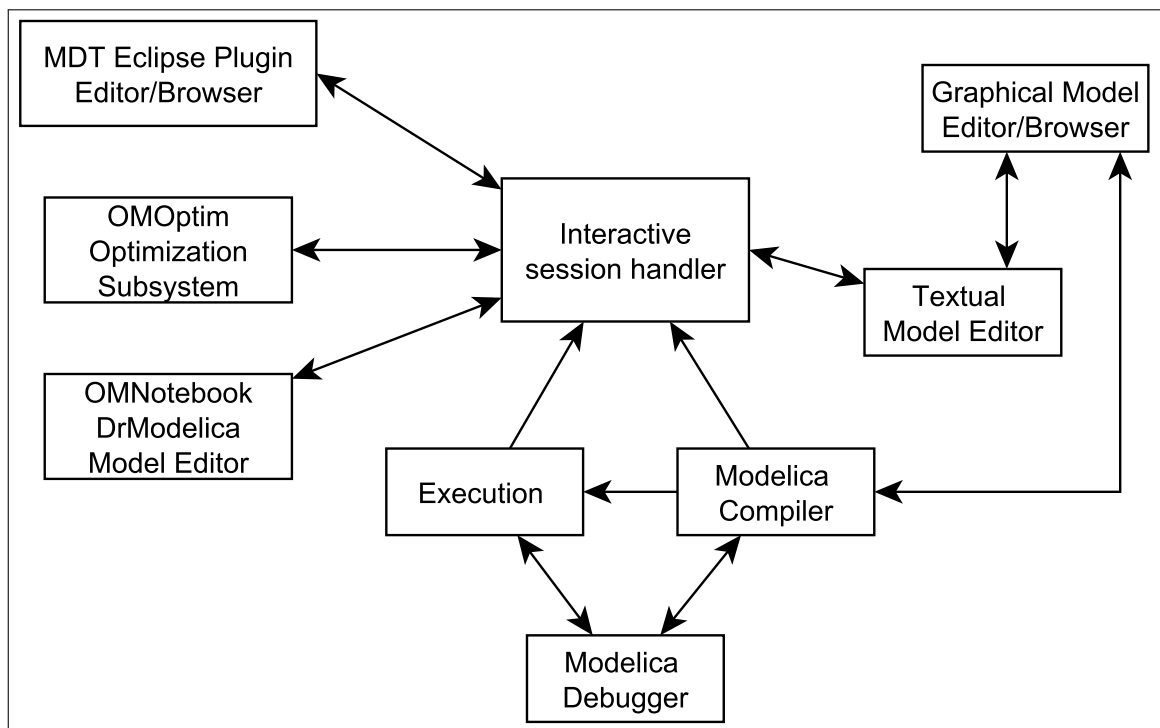 MDT Eclipse Plugin
Editor/Browser
Graphical Model
Editor/Browser
OMOptim
Optimization
Subsystem
Interactive
session handler
Textual
Model Editor
OMNotebook
DrModelica
Model Editor
Execution
Modelica
Compiler
Modelica
Debugger